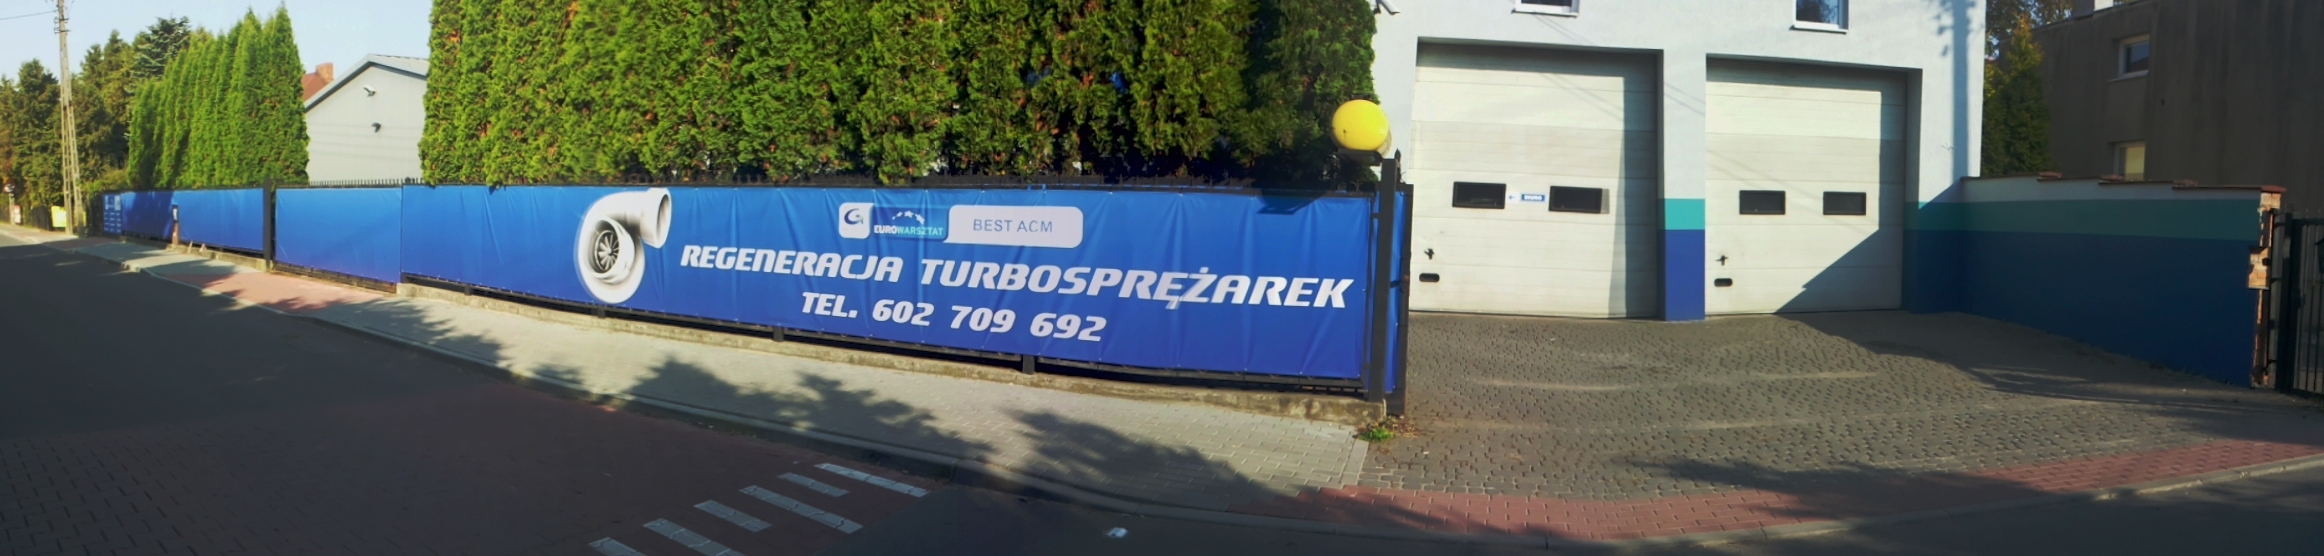 EUROWARSZTAT
BEST ACM
REGENERACJA TURBOSPRĘŻAREK
TEL. 602 709 692